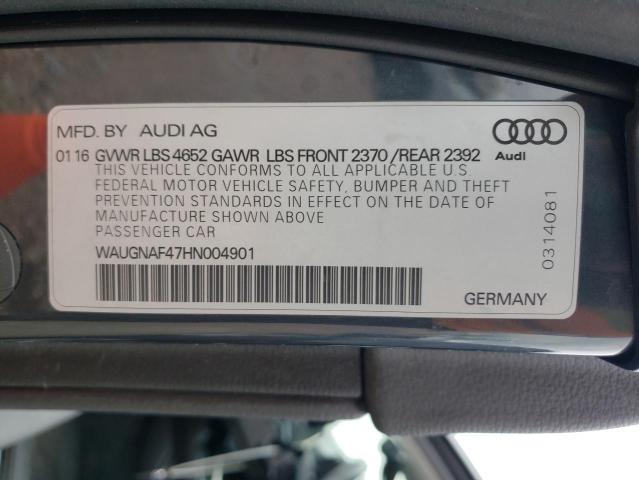 MFD. BY AUDI AG
01 16 GVWR LBS 4652 GAWR LBS FRONT 2370 /REAR 2392
Audi
THIS VEHICLE CONFORMS TO ALL APPLICABLE U.S.
FEDERAL MOTOR VEHICLE SAFETY, BUMPER AND THEFT
PREVENTION STANDARDS IN EFFECT ON THE DATE OF
MANUFACTURE SHOWN ABOVE
PASSENGER CAR
WAUGNAF47HN004901
0314081
GERMANY